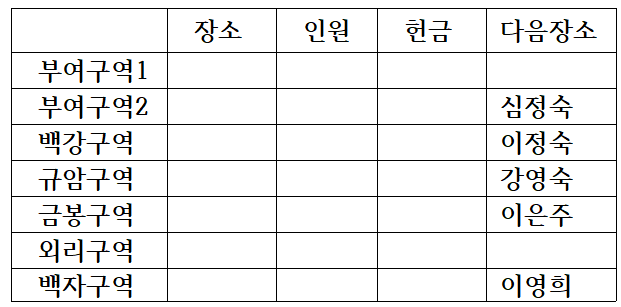 장소 인원 헌금 다음장소
부여구역1
부여구역2 심정숙
백강구역 이정숙
규암구역 강영숙
금봉구역 이은주
외리구역
백자구역 이영희